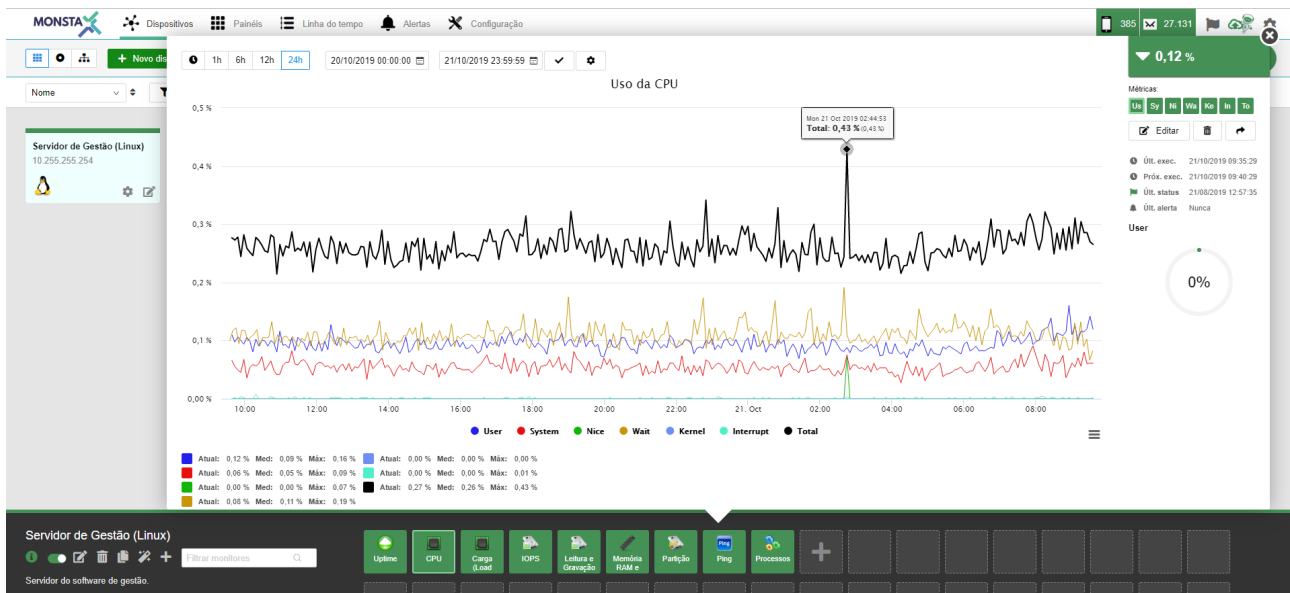 MONSTA
Dispositivos
Painéis
Linha do tempo
Alertas
Configuração
385
27.131
Novo dis
1h
6h
12h
24h
20/10/2019 00:00:00
21/10/2019 23:59:59
Nome
Servidor de Gestão (Linux)
10.255.255.254
Uso da CPU
0,5 %
0,4 %
0,3 %
0,2 %
0,1 %
0,00 %
Mon 21 Oct 2019 02:44:53
Total: 0,43 % (0,43 %)
10:00
12:00
14:00
16:00
18:00
20:00
22:00
21. Oct
02:00
04:00
06:00
08:00
User
System
Nice
Wait
Kernel
Interrupt
Total
Atual: 0,12 % Med: 0,09 % Máx: 0,16 %
Atual: 0,00 % Med: 0,00 % Máx: 0,00 %
Atual: 0,06 % Med: 0,05 % Máx: 0,09 %
Atual: 0,00 % Med: 0,00 % Máx: 0,01 %
Atual: 0,00 % Med: 0,00 % Máx: 0,07 %
Atual: 0,27 % Med: 0,26 % Máx: 0,43 %
Atual: 0,08 % Med: 0,11 % Máx: 0,19 %
0,12 %
Métricas:
Us Sy Ni Wa Ke In To
Editar
Últ. exec. 21/10/2019 09:35:29
Próx. exec. 21/10/2019 09:40:29
Últ. status 21/08/2019 12:57:35
Últ. alerta Nunca
User
0%
Servidor de Gestão (Linux)
Filtrar monitores
Servidor do software de gestão.
Uptime
CPU
Carga
(Load
IOPS
Leitura e
Gravação
Memória
RAM e
Partição
Ping
Ping
Processos